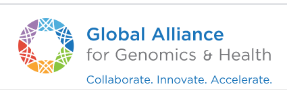 Global Alliance
for Genomics & Health
Collaborate. Innovate. Accelerate.